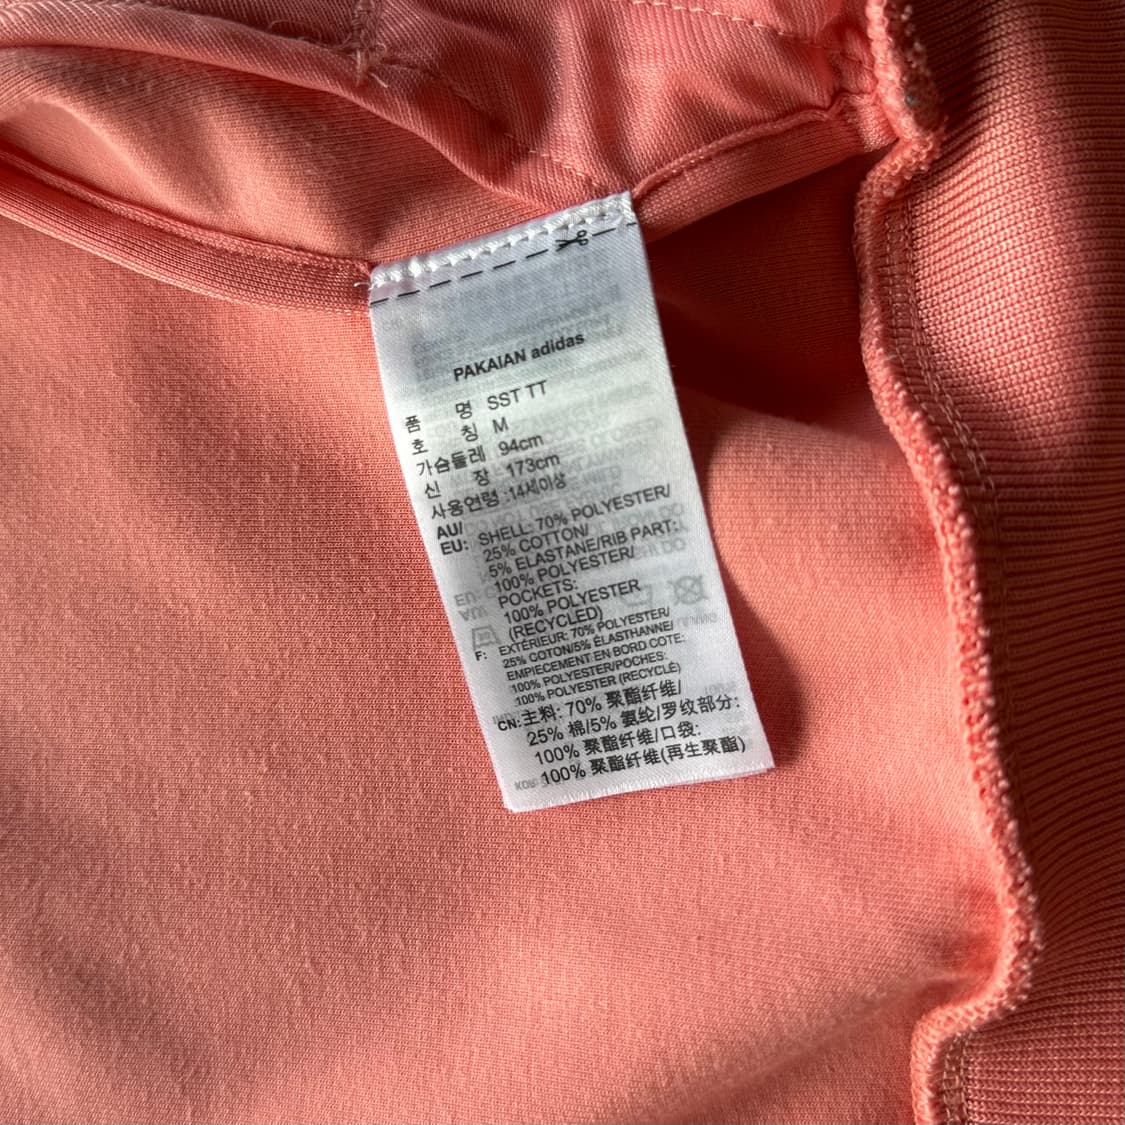 PAKAIAN adidas
품 명 SST TT
호 칭 M
가슴둘레 94cm
신 장 173cm
사용연령 :14세이상
AU/
EU: SHELL: 70% POLYESTER/
25% COTTON/
5% ELASTANE/RIB PART:
100% POLYESTER/
POCKETS:
100% POLYESTER
(RECYCLED)
F: EXTÉRIEUR: 70% POLYESTER/
25% COTON/5% ÉLASTHANNE/
EMPIECEMENT EN BORD COTE:
100% POLYESTER/POCHES:
100% POLYESTER (RECYCLÉ)
CN: 主料: 70% 聚酯纤维/
25% 棉/5% 氨纶/罗纹部分:
100% 聚酯纤维/口袋:
100% 聚酯纤维(再生聚酯)